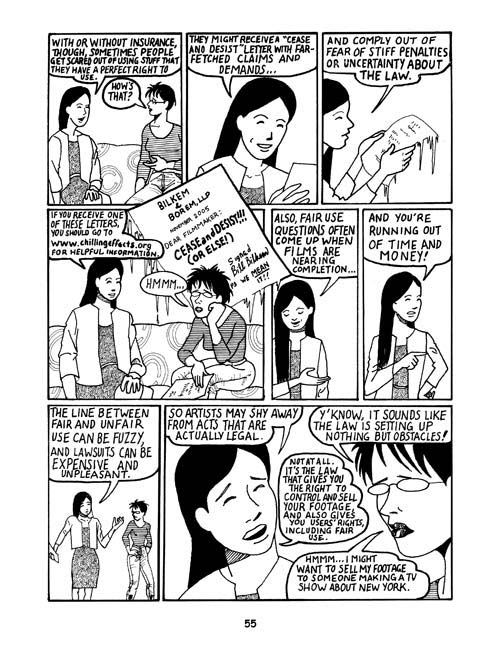 WITH OR WITHOUT INSURANCE,
THOUGH, SOMETIMES PEOPLE
GET SCARED OUT OF USING STUFF THAT
THEY HAVE A PERFECT RIGHT TO
USE.
HOW'S
THAT?
THEY MIGHT RECEIVE A "CEASE
AND DESIST" LETTER WITH FAR-
FETCHED CLAIMS AND
DEMANDS...
AND COMPLY OUT OF
FEAR OF STIFF PENALTIES
OR UNCERTAINTY ABOUT
THE LAW.
IF YOU RECEIVE ONE
OF THESE LETTERS,
YOU SHOULD GO TO
www.chillingeffects.org
FOR HELPFUL INFORMATION.
BILKEM
&
BOREM, LLP
NOVEMBER, 2005
DEAR FILMMAKER:
CEASE and DESIST!!!
(OR ELSE!)
Signed
Bill Bilkem
PS WE MEAN
IT!!
HMMM...
ALSO, FAIR USE
QUESTIONS OFTEN
COME UP WHEN
FILMS ARE
NEARING
COMPLETION...
AND YOU'RE
RUNNING OUT
OF TIME AND
MONEY!
THE LINE BETWEEN
FAIR AND UNFAIR
USE CAN BE FUZZY,
AND LAWSUITS CAN BE
EXPENSIVE AND
UNPLEASANT.
SO ARTISTS MAY SHY AWAY
FROM ACTS THAT ARE
ACTUALLY LEGAL.
Y'KNOW, IT SOUNDS LIKE
THE LAW IS SETTING UP
NOTHING BUT OBSTACLES!
NOT AT ALL.
IT'S THE LAW
THAT GIVES YOU
THE RIGHT TO
CONTROL AND SELL
YOUR FOOTAGE,
AND ALSO GIVES
YOU USERS' RIGHTS,
INCLUDING FAIR
USE.
HMMM... I MIGHT
WANT TO SELL MY FOOTAGE
TO SOMEONE MAKING A TV
SHOW ABOUT NEW YORK.
55